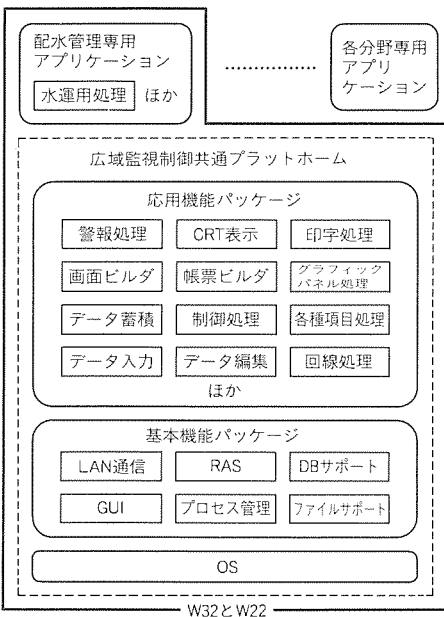 配水管理専用
アプリケーション
水運用処理 ほか
……………
各分野専用
アプリ
ケーション
広域監視制御共通プラットホーム
応用機能パッケージ
警報処理 CRT表示 印字処理
画面ビルダ 帳票ビルダ グラフィック
パネル処理
データ蓄積 制御処理 各種項目処理
データ入力 データ編集 回線処理
ほか
基本機能パッケージ
LAN通信 RAS DBサポート
GUI プロセス管理 ファイルサポート
OS
W32とW22